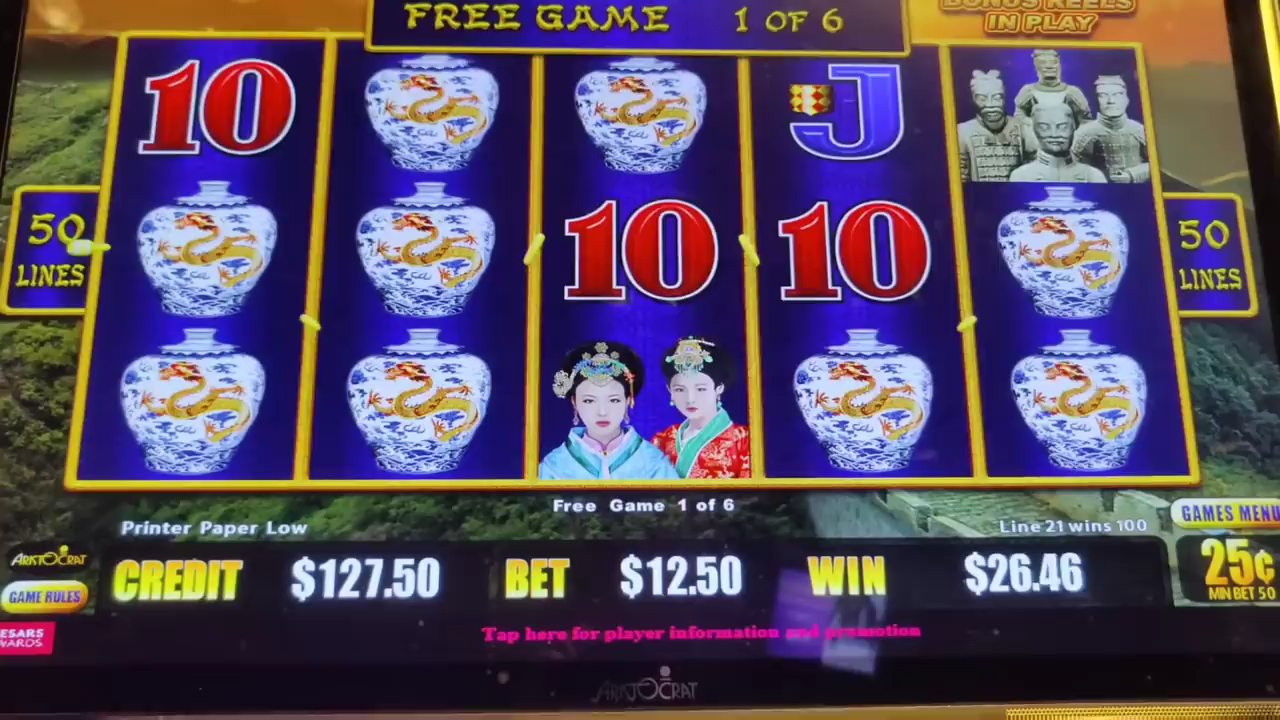 FREE GAME 1 OF 6
BONUS REELS
IN PLAY
10
J
50
LINES
10
10
50
LINES
Free Game 1 of 6
Printer Paper Low
Line 21 wins 100
GAMES MENU
ARISTOCRAT
GAME RULES
CREDIT $127.50 BET $12.50 WIN $26.46
25¢
MIN BET 50
ESARS
WARDS
Tap here for player information and promotion
ARISTOCRAT